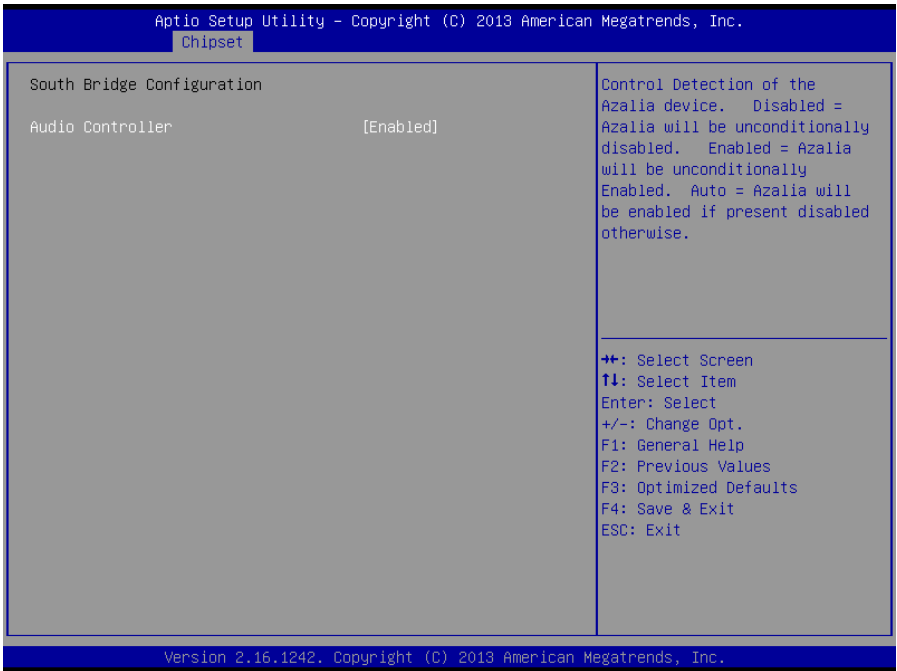 Aptio Setup Utility – Copyright (C) 2013 American Megatrends, Inc.
Chipset
South Bridge Configuration
Audio Controller [Enabled]
Control Detection of the
Azalia device. Disabled =
Azalia will be unconditionally
disabled. Enabled = Azalia
will be unconditionally
Enabled. Auto = Azalia will
be enabled if present disabled
otherwise.
→←: Select Screen
↑↓: Select Item
Enter: Select
+/-: Change Opt.
F1: General Help
F2: Previous Values
F3: Optimized Defaults
F4: Save & Exit
ESC: Exit
Version 2.16.1242. Copyright (C) 2013 American Megatrends, Inc.